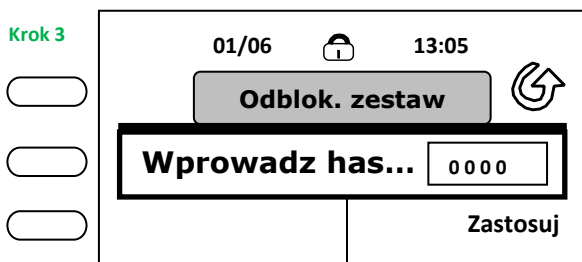 Krok 3
01/06 13:05
Odblok. zestaw
Wprowadz has... 0000
Zastosuj